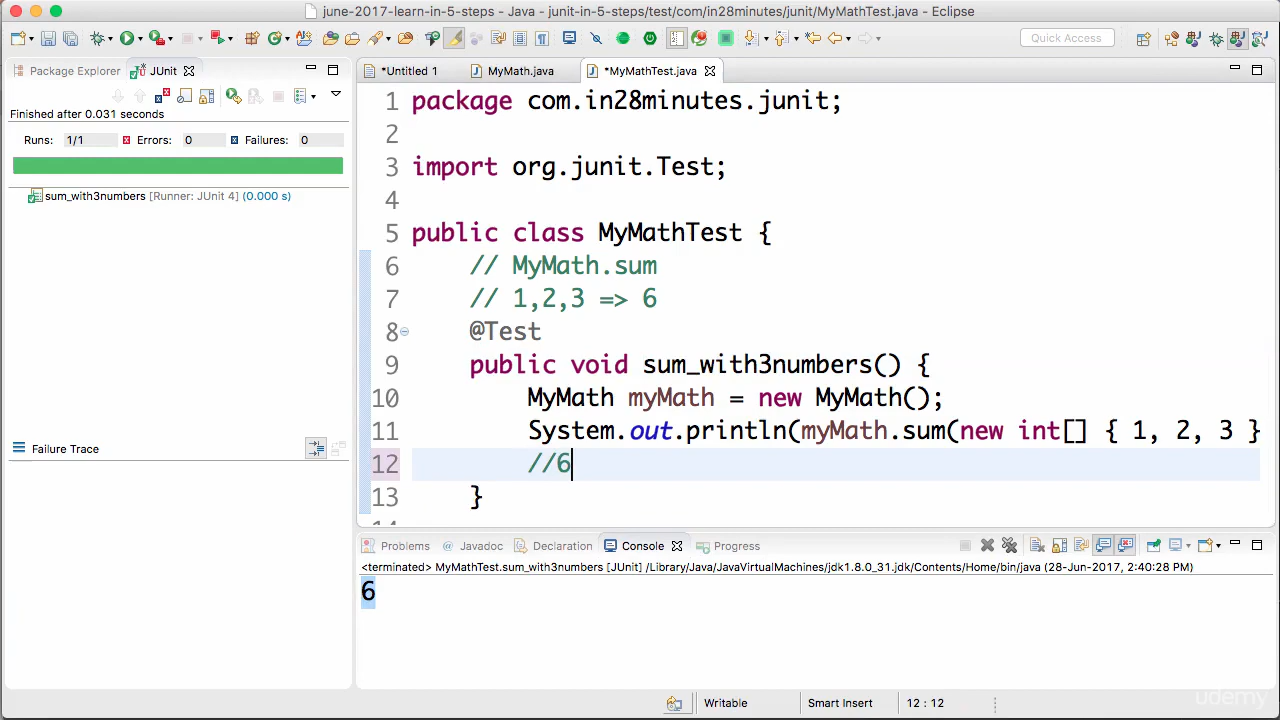 june-2017-learn-in-5-steps - Java - junit-in-5-steps/test/com/in28minutes/junit/MyMathTest.java - Eclipse
Quick Access
Package Explorer JUnit
*Untitled 1 MyMath.java *MyMathTest.java
Finished after 0.031 seconds
Runs: 1/1 Errors: 0 Failures: 0
sum_with3numbers [Runner: JUnit 4] (0.000 s)
Failure Trace
1 package com.in28minutes.junit;
2
3 import org.junit.Test;
4
5 public class MyMathTest {
6 // MyMath.sum
7 // 1,2,3 => 6
8 @Test
9 public void sum_with3numbers() {
10 MyMath myMath = new MyMath();
11 System.out.println(myMath.sum(new int[] { 1, 2, 3 }
12 //6
13 }
Problems @ Javadoc Declaration Console Progress
<terminated> MyMathTest.sum_with3numbers [JUnit] /Library/Java/JavaVirtualMachines/jdk1.8.0_31.jdk/Contents/Home/bin/java (28-Jun-2017, 2:40:28 PM)
6
Writable Smart Insert 12 : 12
udemy